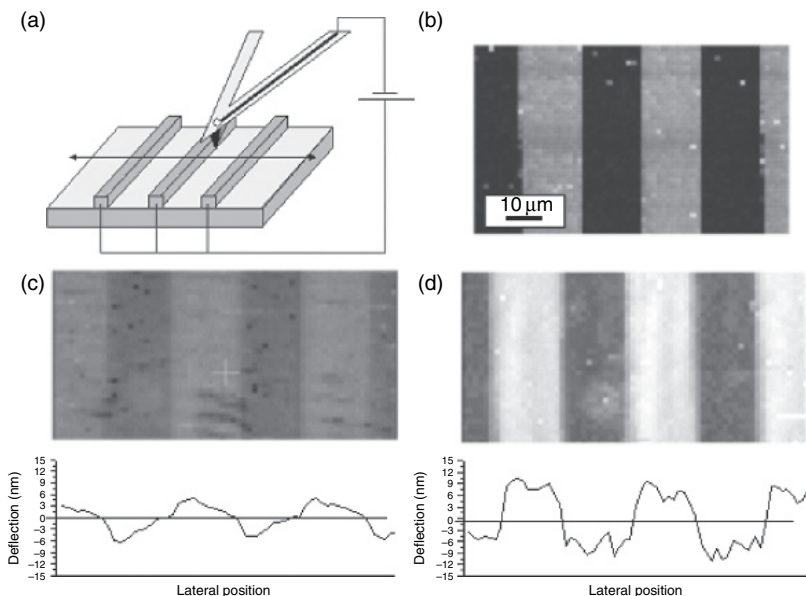 (a)
(b)
10 μm
(c)
(d)
15
12
9
6
3
0
−3
−6
−9
−12
−15
Deflection (nm)
Lateral position
15
12
9
6
3
0
−3
−6
−9
−12
−15
Deflection (nm)
Lateral position